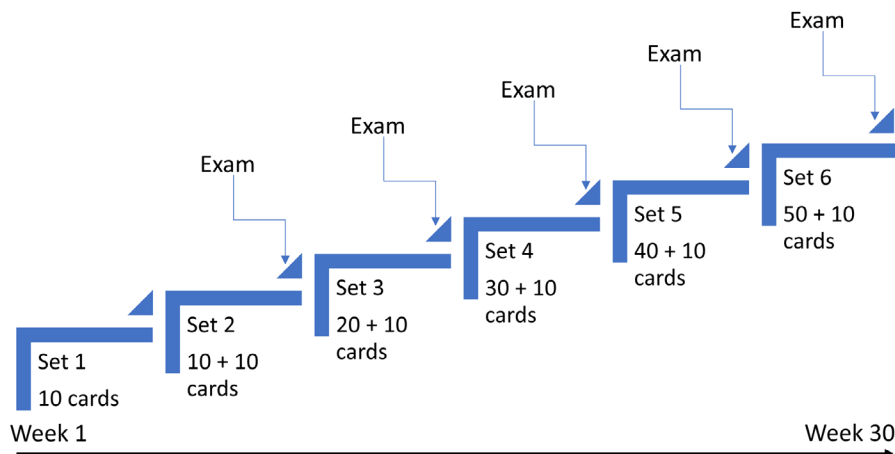 Exam
Exam
Exam
Exam
Exam
Set 6
50 + 10
cards
Set 5
40 + 10
cards
Set 4
30 + 10
cards
Set 3
20 + 10
cards
Set 2
10 + 10
cards
Set 1
10 cards
Week 1
Week 30